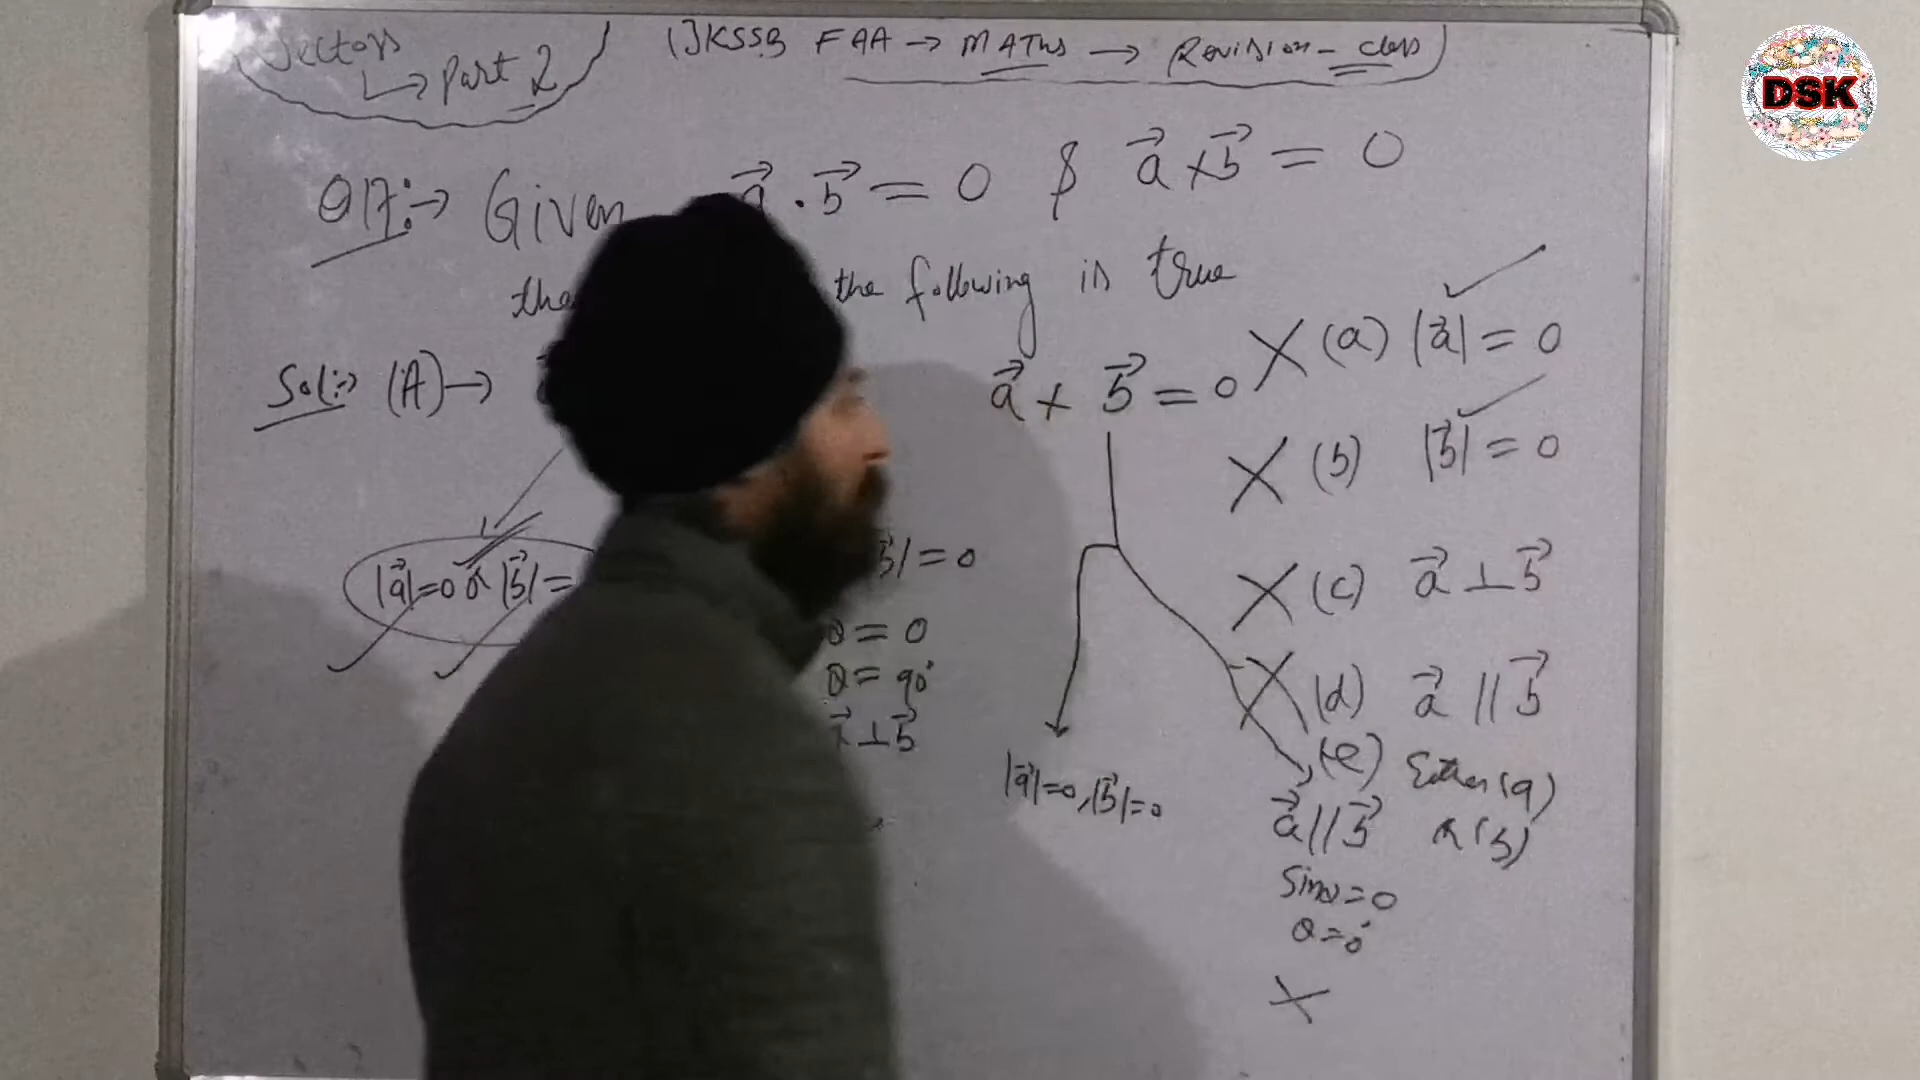 Vectors
↳ Part 2
JKSSB FAA → MATHS → Revision - class
DSK
Q17:→ Given a⃗ . b⃗ = 0 & a⃗ × b⃗ = 0
the following is true
Sol:→ (A) →
a⃗ × b⃗ = 0
X (a) |a⃗| = 0
X (b) |b⃗| = 0
X (c) a⃗ ⊥ b⃗
X (d) a⃗ // b⃗
(e) Either (a)
or (b)
|a⃗|=0 or |b⃗|=
b⃗| = 0
θ = 0
θ = 90°
⊥ b⃗
|a⃗|=0, |b⃗|=0
a⃗ // b⃗
Sinθ = 0
θ = 0°
X